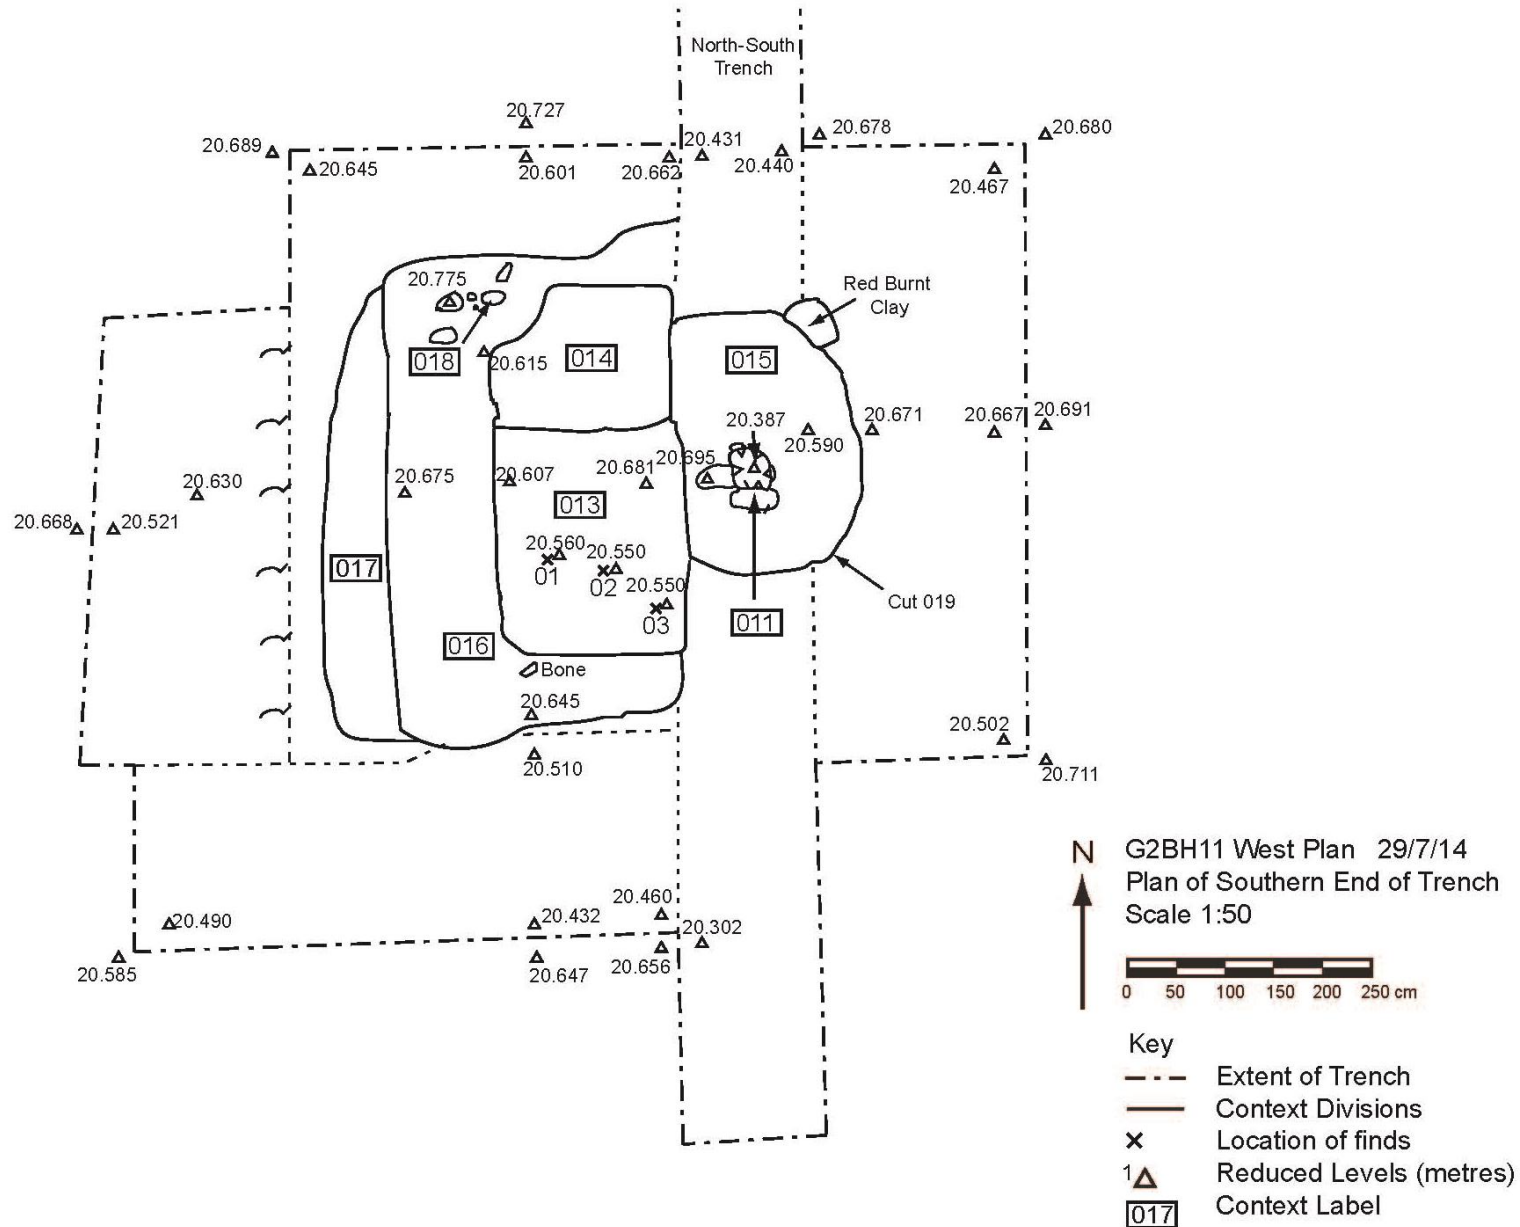 North-South
Trench
20.727
20.689
20.645
20.601
20.662
20.431
20.440
20.678
20.680
20.467
20.775
018
20.615
014
015
Red Burnt
Clay
20.387
20.590
20.671
20.667
20.691
20.630
20.668
20.521
20.675
20.607
20.681
20.695
013
20.560
01
20.550
02
20.550
03
017
016
011
Cut 019
Bone
20.645
20.510
20.502
20.711
20.490
20.585
20.432
20.647
20.460
20.656
20.302
N
G2BH11 West Plan 29/7/14
Plan of Southern End of Trench
Scale 1:50
0 50 100 150 200 250 cm
Key
Extent of Trench
Context Divisions
Location of finds
1 Reduced Levels (metres)
017 Context Label